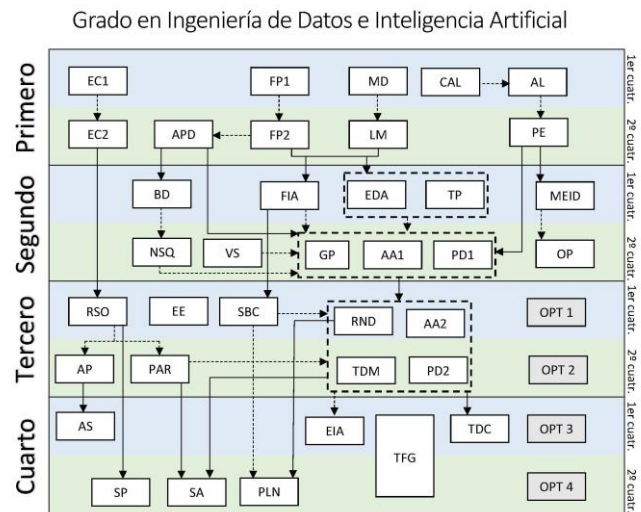 Grado en Ingeniería de Datos e Inteligencia Artificial
Primero
1er cuatr.
EC1
FP1
MD
CAL
AL
2º cuatr.
EC2
APD
FP2
LM
PE
Segundo
1er cuatr.
BD
FIA
EDA
TP
MEID
2º cuatr.
NSQ
VS
GP
AA1
PD1
OP
Tercero
1er cuatr.
RSO
EE
SBC
RND
AA2
OPT 1
2º cuatr.
AP
PAR
TDM
PD2
OPT 2
Cuarto
1er cuatr.
AS
EIA
TFG
TDC
OPT 3
2º cuatr.
SP
SA
PLN
OPT 4